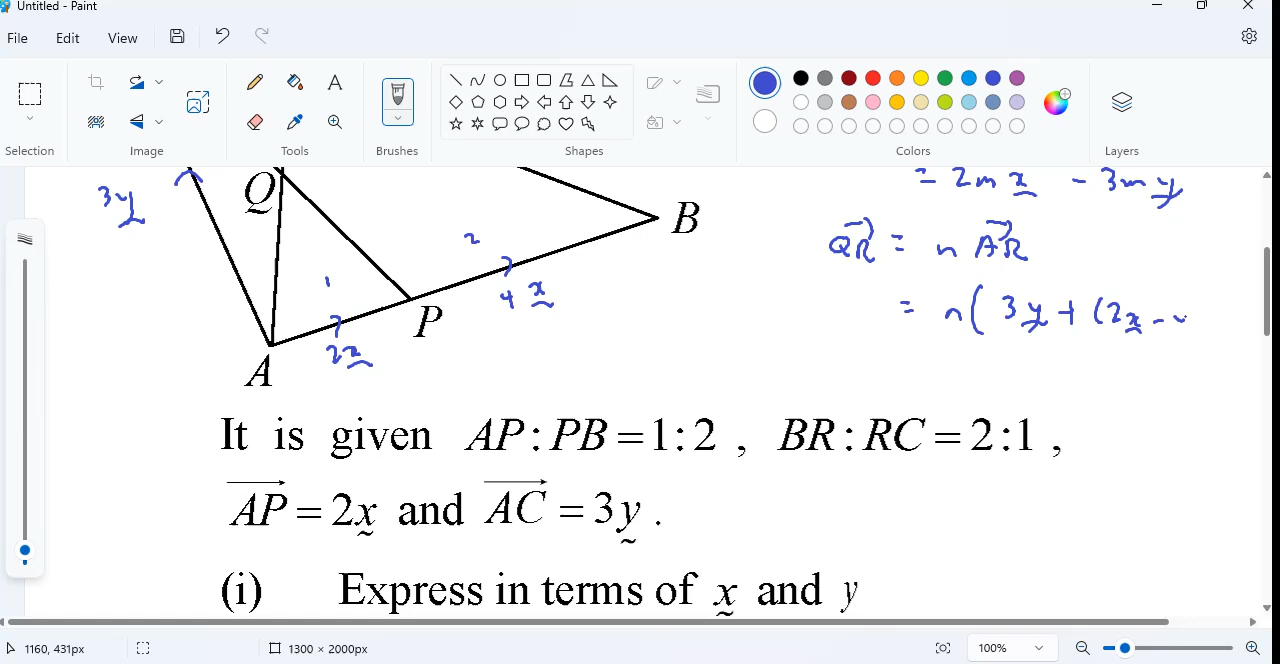 Untitled - Paint
File Edit View
Selection Image Tools Brushes Shapes Colors Layers
= 2m x - 3m y
3y
Q
B
QR = n AR
2
1
4 x
= n( 3y + (2x -
P
2x
A
It is given AP : PB = 1 : 2 , BR : RC = 2 : 1 ,
AP = 2x and AC = 3y .
(i) Express in terms of x and y
1160, 431px 1300 × 2000px 100%